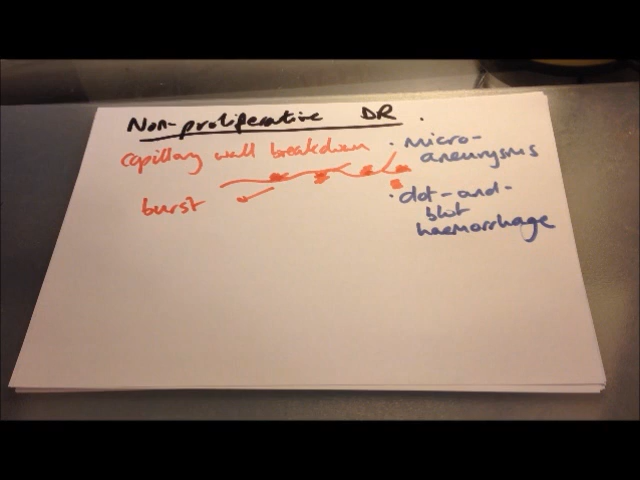 Non-proliferative DR.
capillary wall breakdown
burst
• micro-
aneurysms
• dot-and-
blot
haemorrhage